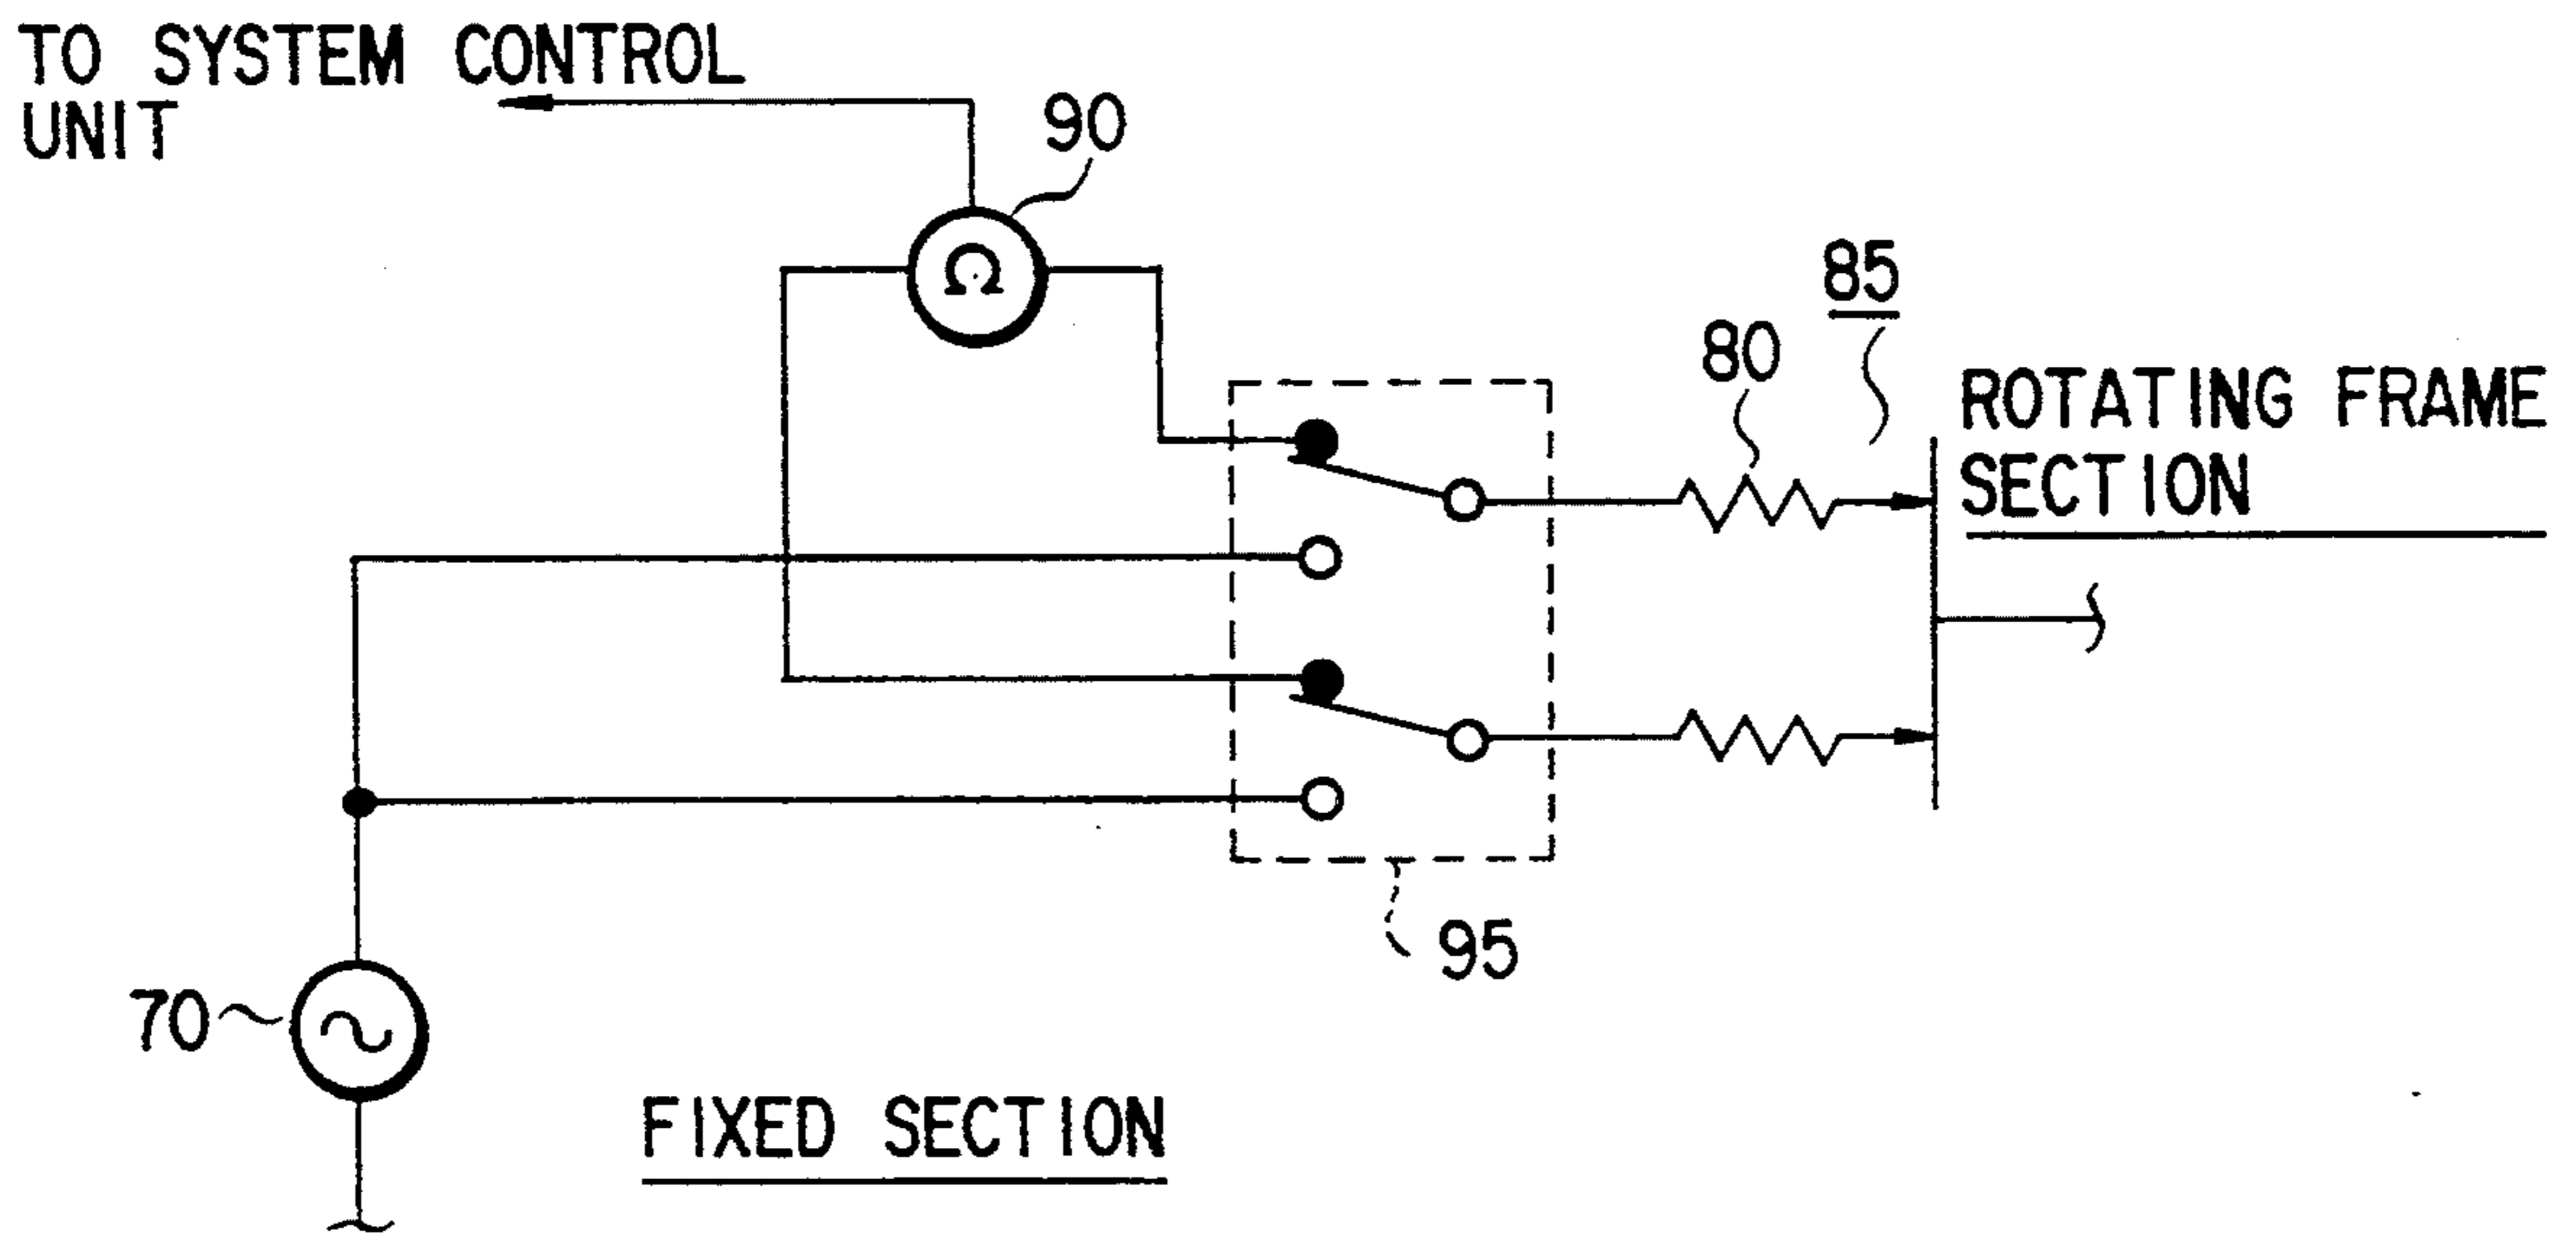 TO SYSTEM CONTROL
UNIT
90
Ω
85
80
ROTATING FRAME
SECTION
95
70
FIXED SECTION